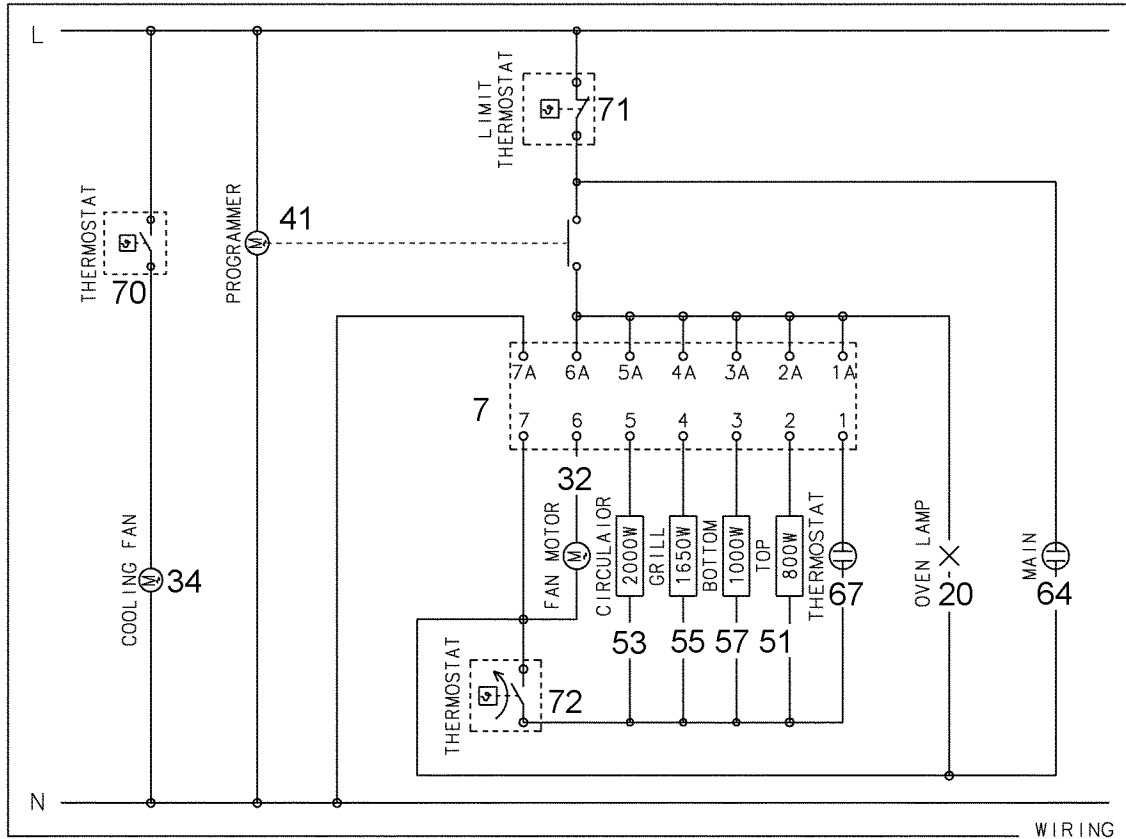 L
LIMIT
THERMOSTAT
71
THERMOSTAT
70
PROGRAMMER
41
M
7A 6A 5A 4A 3A 2A 1A
7
7 6 5 4 3 2 1
32
FAN MOTOR
M
CIRCULAIOR
2000W
GRILL
1650W
BOTTOM
1000W
TOP
800W
THERMOSTAT
67
OVEN LAMP
20
MAIN
64
COOLING FAN
M
34
53
55
57
51
THERMOSTAT
72
N
WIRING